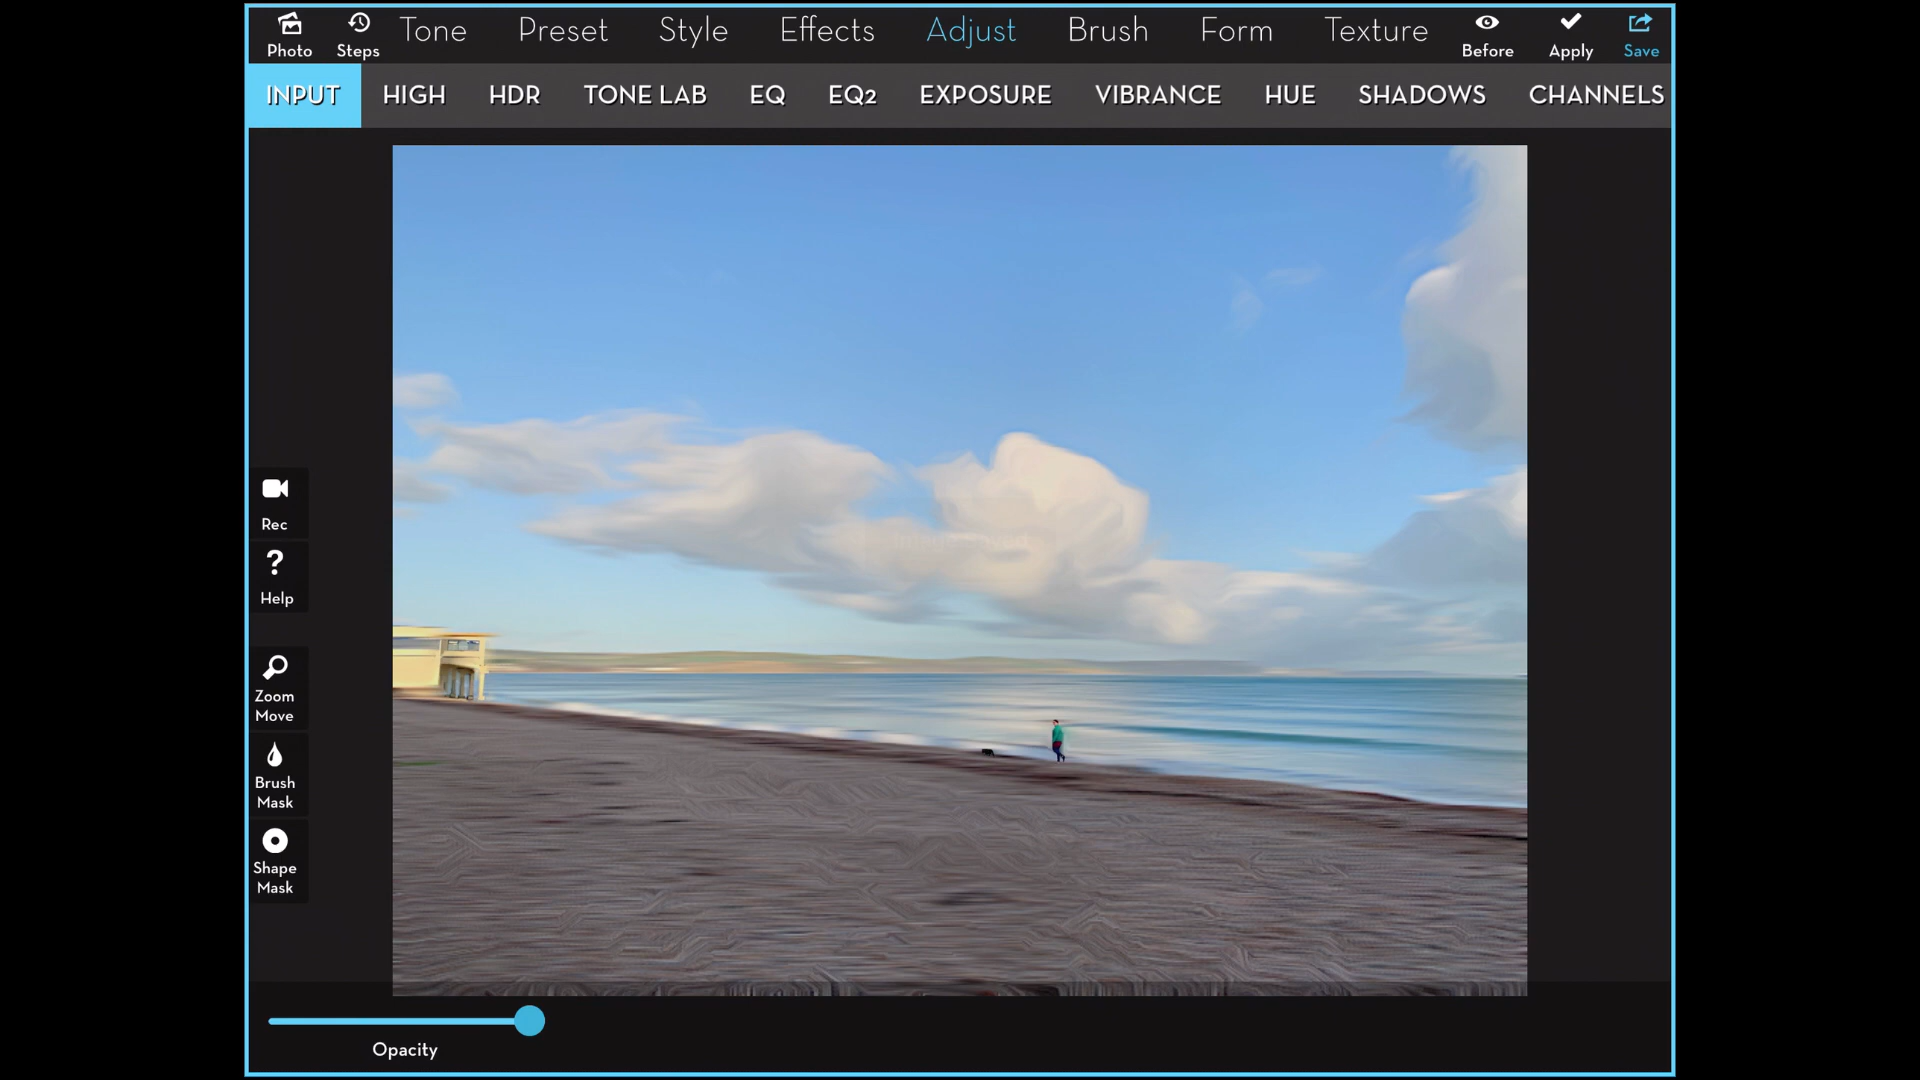 Photo Steps Tone Preset Style Effects Adjust Brush Form Texture Before Apply Save
INPUT HIGH HDR TONE LAB EQ EQ2 EXPOSURE VIBRANCE HUE SHADOWS CHANNELS
Rec
Help
Zoom
Move
Brush
Mask
Shape
Mask
Opacity